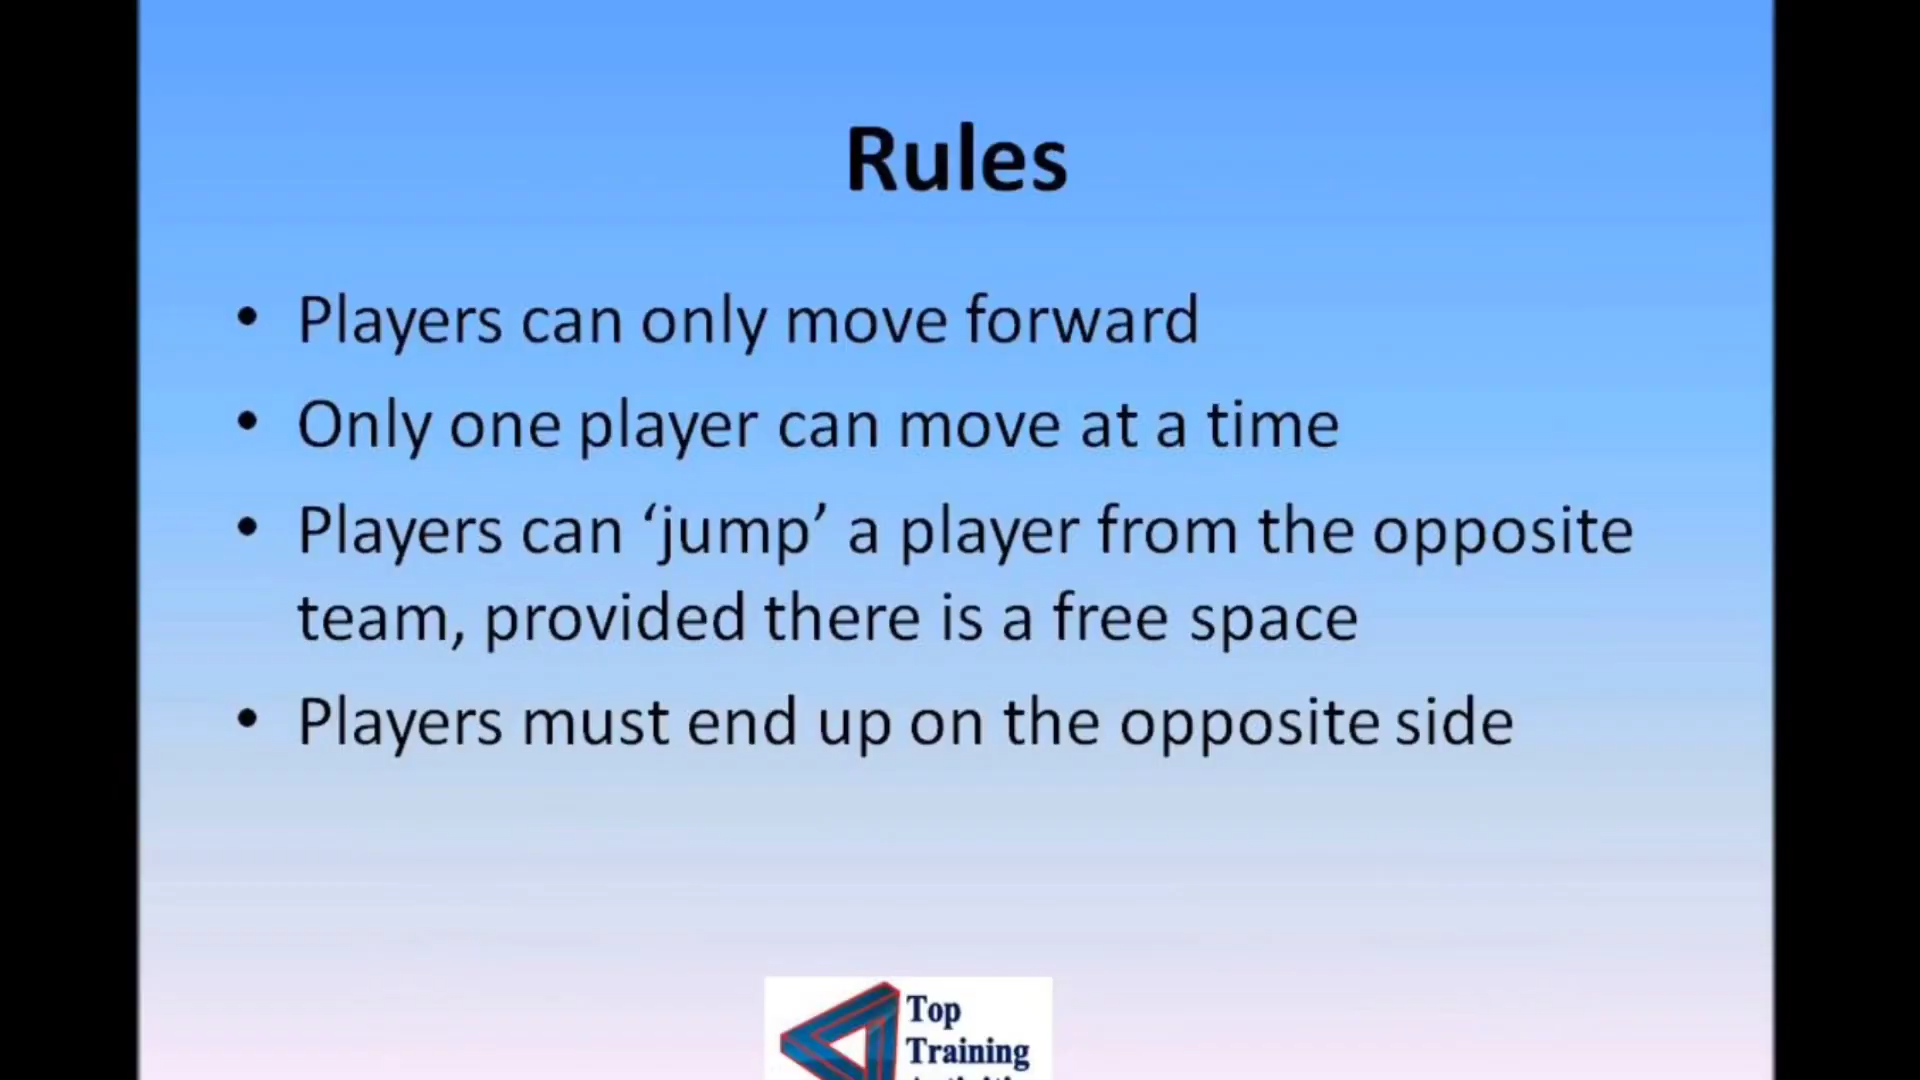 Rules
• Players can only move forward
• Only one player can move at a time
• Players can ‘jump’ a player from the opposite
team, provided there is a free space
• Players must end up on the opposite side
Top
Training